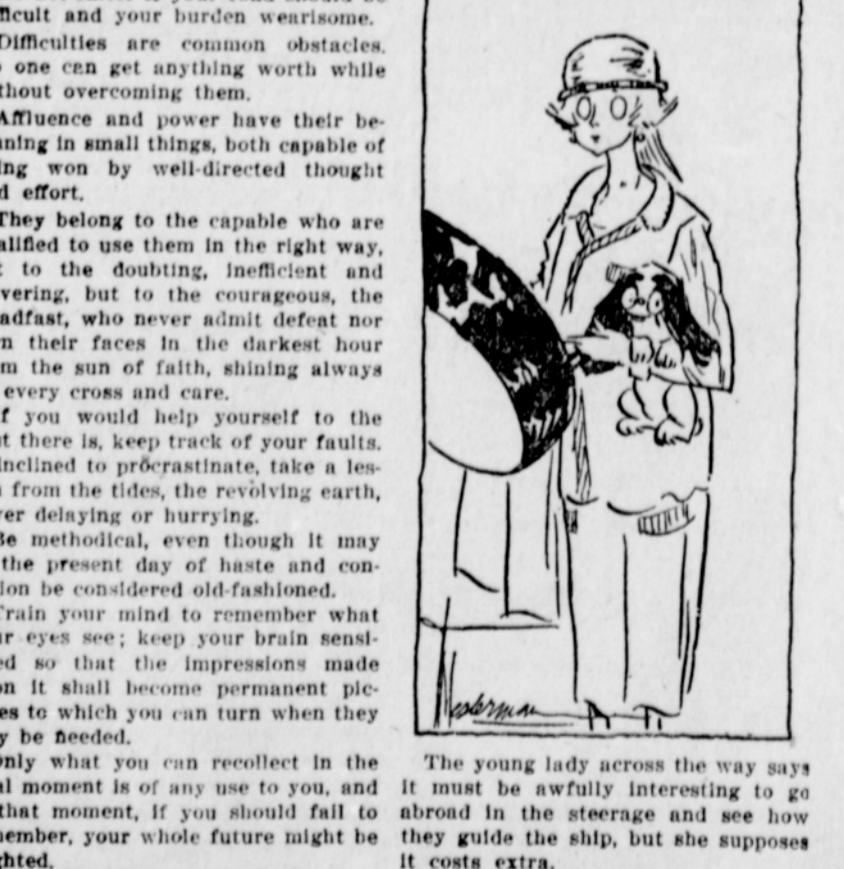 fficult and your burden wearisome.
Difficulties are common obstacles.
one can get anything worth while
thout overcoming them.
Affluence and power have their be-
nning in small things, both capable of
ing won by well-directed thought
d effort.
They belong to the capable who are
alified to use them in the right way,
t to the doubting, inefficient and
vering, but to the courageous, the
adfast, who never admit defeat nor
n their faces in the darkest hour
m the sun of faith, shining always
every cross and care.
f you would help yourself to the
t there is, keep track of your faults.
inclined to procrastinate, take a les-
from the tides, the revolving earth,
er delaying or hurrying.
Be methodical, even though it may
the present day of haste and con-
ion be considered old-fashioned.
Train your mind to remember what
ur eyes see; keep your brain sensi-
ed so that the impressions made
on it shall become permanent pic-
es to which you can turn when they
y be needed.
Only what you can recollect in the
al moment is of any use to you, and
that moment, if you should fail to
member, your whole future might be
ghted.
The young lady across the way says
it must be awfully interesting to go
abroad in the steerage and see how
they guide the ship, but she supposes
it costs extra.